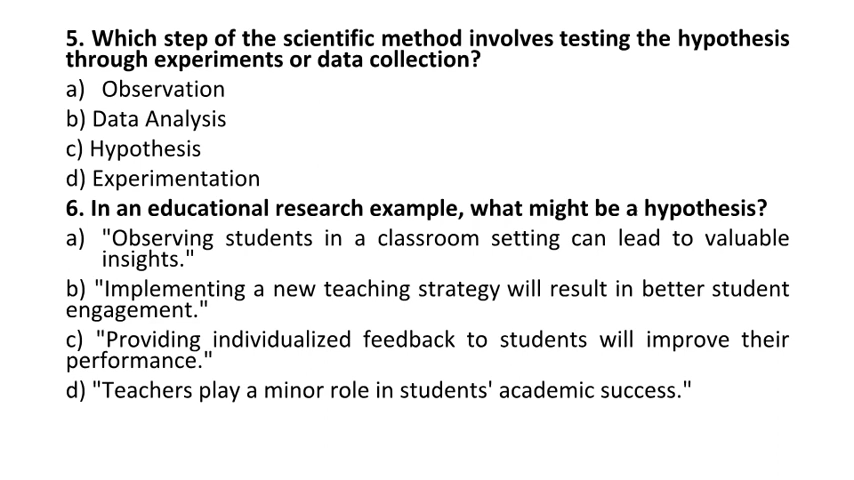 5. Which step of the scientific method involves testing the hypothesis
through experiments or data collection?
a) Observation
b) Data Analysis
c) Hypothesis
d) Experimentation
6. In an educational research example, what might be a hypothesis?
a) "Observing students in a classroom setting can lead to valuable
insights."
b) "Implementing a new teaching strategy will result in better student
engagement."
c) "Providing individualized feedback to students will improve their
performance."
d) "Teachers play a minor role in students' academic success."